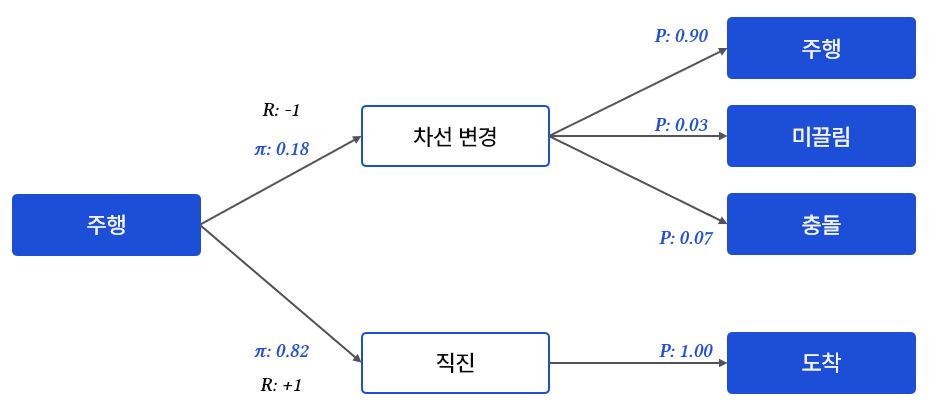 주행
R: -1
π: 0.18
차선 변경
P: 0.90
주행
P: 0.03
미끌림
P: 0.07
충돌
π: 0.82
R: +1
직진
P: 1.00
도착